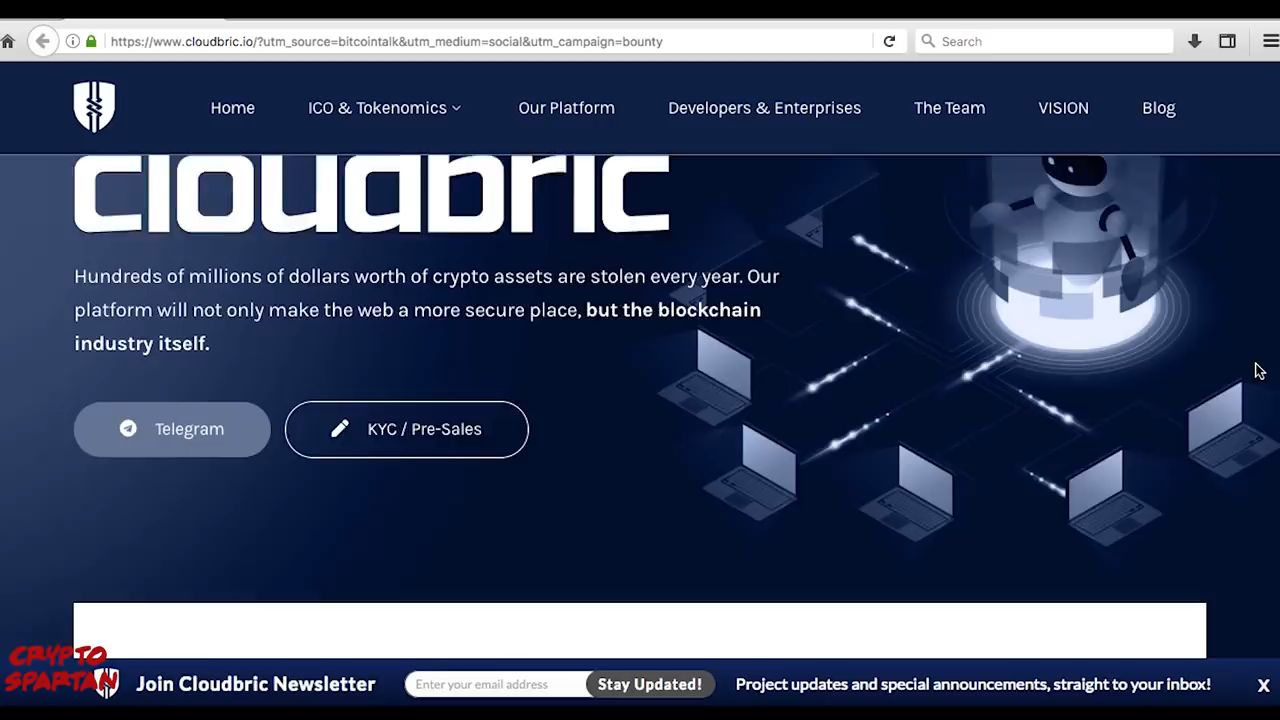 https://www.cloudbric.io/?utm_source=bitcointalk&utm_medium=social&utm_campaign=bounty
Search
Home
ICO & Tokenomics
Our Platform
Developers & Enterprises
The Team
VISION
Blog
cloudbric
Hundreds of millions of dollars worth of crypto assets are stolen every year. Our
platform will not only make the web a more secure place, but the blockchain
industry itself.
Telegram
KYC / Pre-Sales
CRYPTO
SPARTAN
Join Cloudbric Newsletter
Enter your email address
Stay Updated!
Project updates and special announcements, straight to your inbox!
X